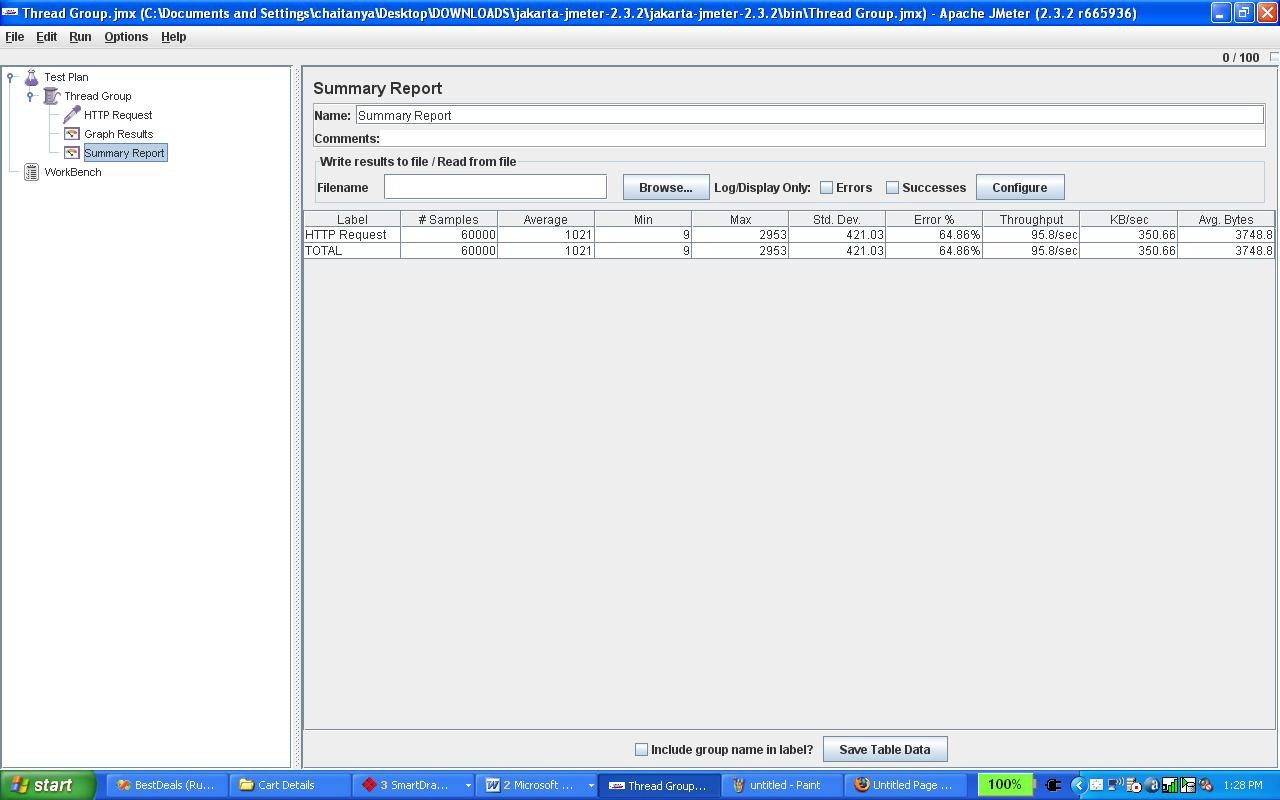 Thread Group.jmx (C:\Documents and Settings\chaitanya\Desktop\DOWNLOADS\jakarta-jmeter-2.3.2\jakarta-jmeter-2.3.2\bin\Thread Group.jmx) - Apache JMeter (2.3.2 r665936)
File Edit Run Options Help
0 / 100
Test Plan
Thread Group
HTTP Request
Graph Results
Summary Report
WorkBench
Summary Report
Name: Summary Report
Comments:
Write results to file / Read from file
Filename Browse... Log/Display Only: Errors Successes Configure
Label # Samples Average Min Max Std. Dev. Error % Throughput KB/sec Avg. Bytes
HTTP Request 60000 1021 9 2953 421.03 64.86% 95.8/sec 350.66 3748.8
TOTAL 60000 1021 9 2953 421.03 64.86% 95.8/sec 350.66 3748.8
Include group name in label? Save Table Data
start BestDeals (Ru... Cart Details 3 SmartDra... 2 Microsoft ... Thread Group... untitled - Paint Untitled Page ... 100% 1:28 PM